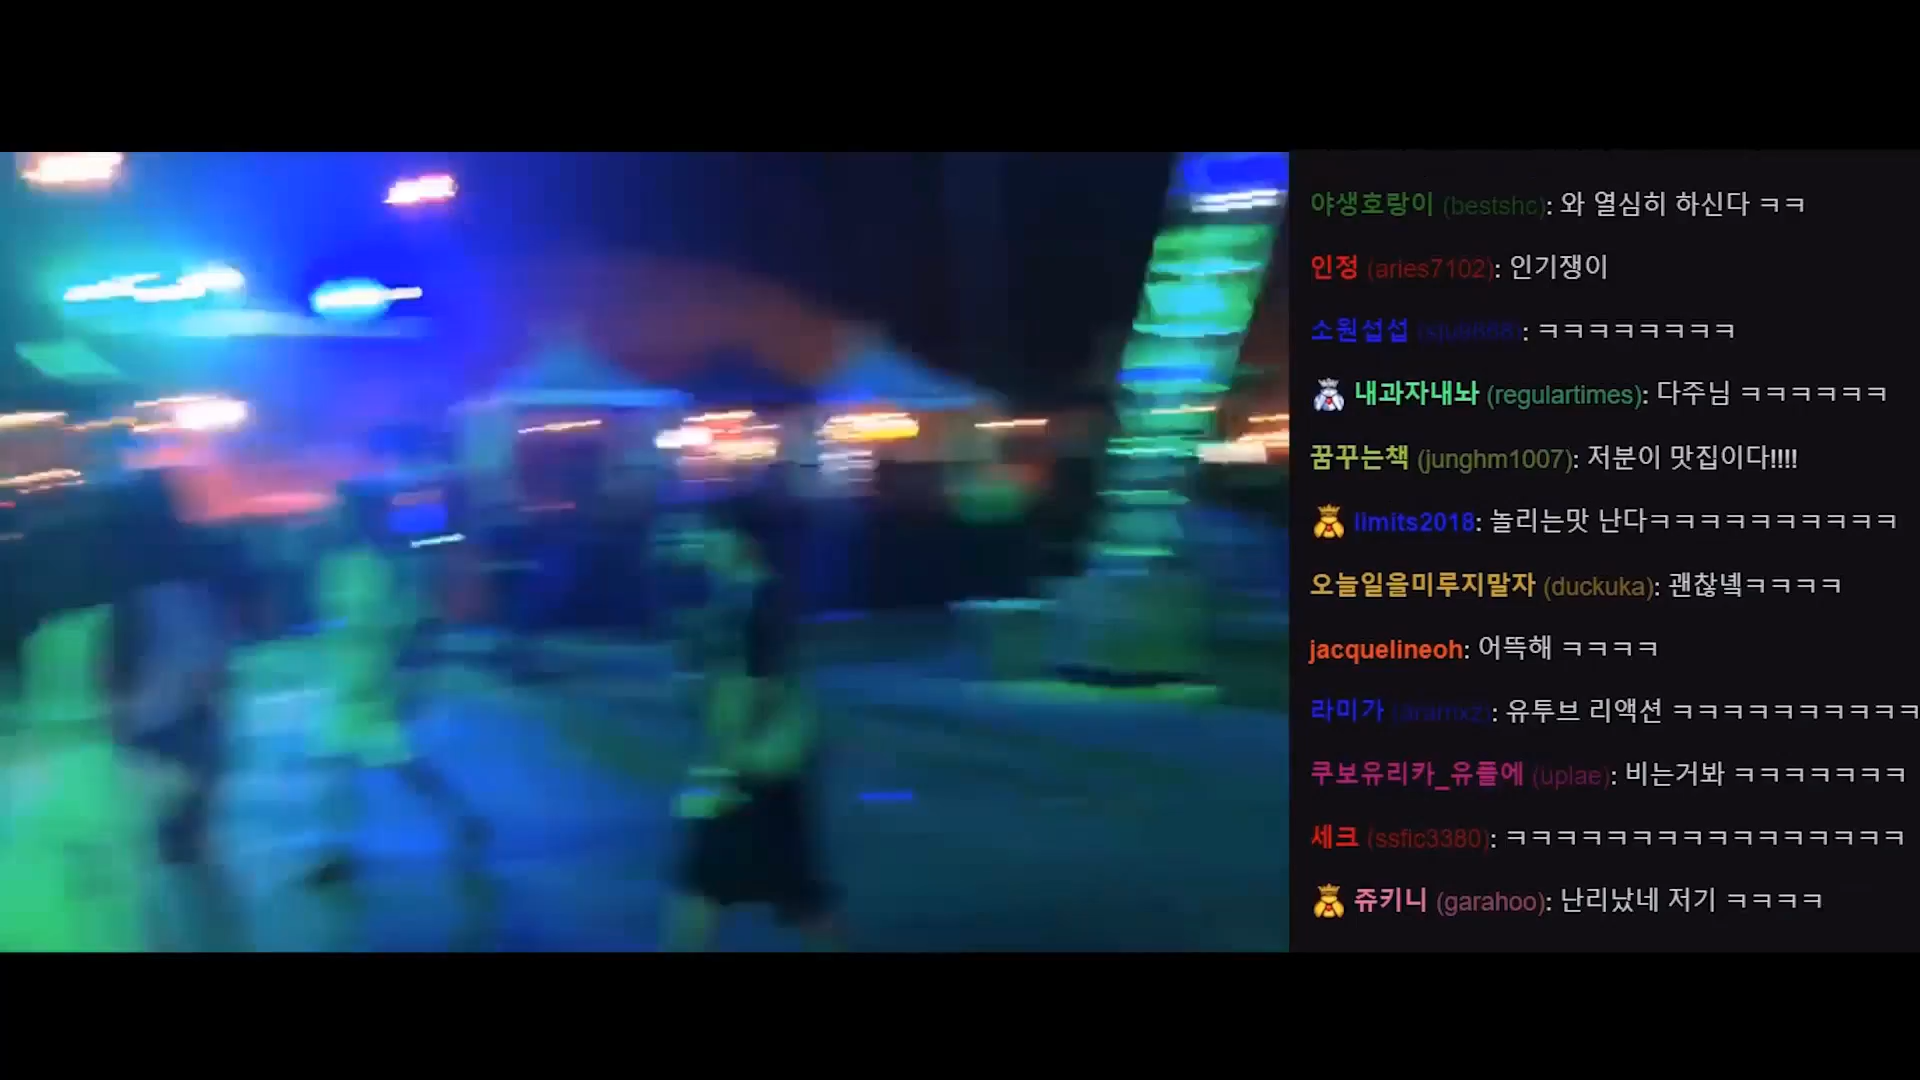 야생호랑이 (bestshc): 와 열심히 하신다 ㅋㅋ
인정 (aries7102): 인기쟁이
소원섭섭 : ㅋㅋㅋㅋㅋㅋㅋㅋ
내과자내놔 (regulartimes): 다주님 ㅋㅋㅋㅋㅋㅋ
꿈꾸는책 (junghm1007): 저분이 맛집이다!!!!
limits2018: 놀리는맛 난다ㅋㅋㅋㅋㅋㅋㅋㅋㅋㅋ
오늘일을미루지말자 (duckuka): 괜찮녴ㅋㅋㅋㅋ
jacquelineoh: 어뜩해 ㅋㅋㅋㅋ
라미가 : 유투브 리액션 ㅋㅋㅋㅋㅋㅋㅋㅋㅋㅋ
쿠보유리카_유플에 (uplae): 비는거봐 ㅋㅋㅋㅋㅋㅋㅋ
세크 (ssfic3380): ㅋㅋㅋㅋㅋㅋㅋㅋㅋㅋㅋㅋㅋㅋㅋㅋ
쥬키니 (garahoo): 난리났네 저기 ㅋㅋㅋㅋ